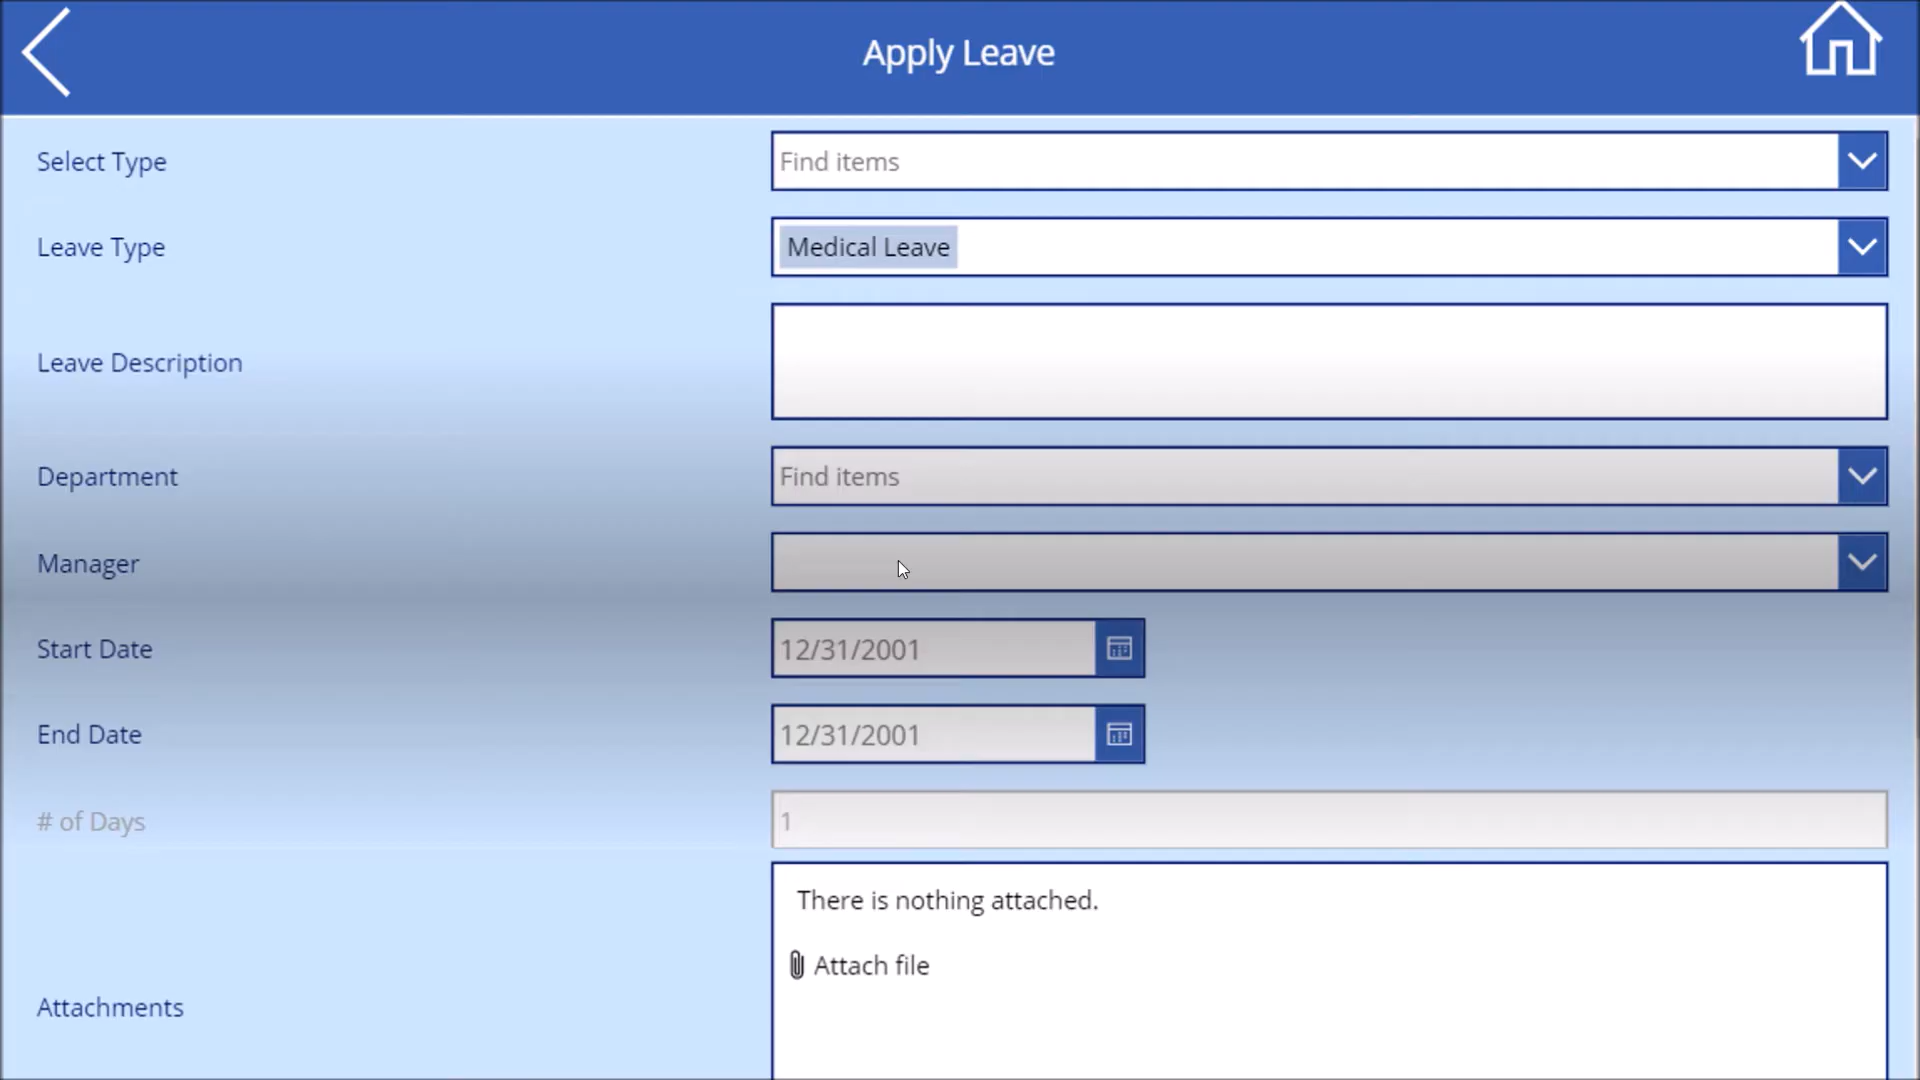 Apply Leave
Select Type
Find items
Leave Type
Medical Leave
Leave Description
Department
Find items
Manager
Start Date
12/31/2001
End Date
12/31/2001
# of Days
1
There is nothing attached.
Attach file
Attachments